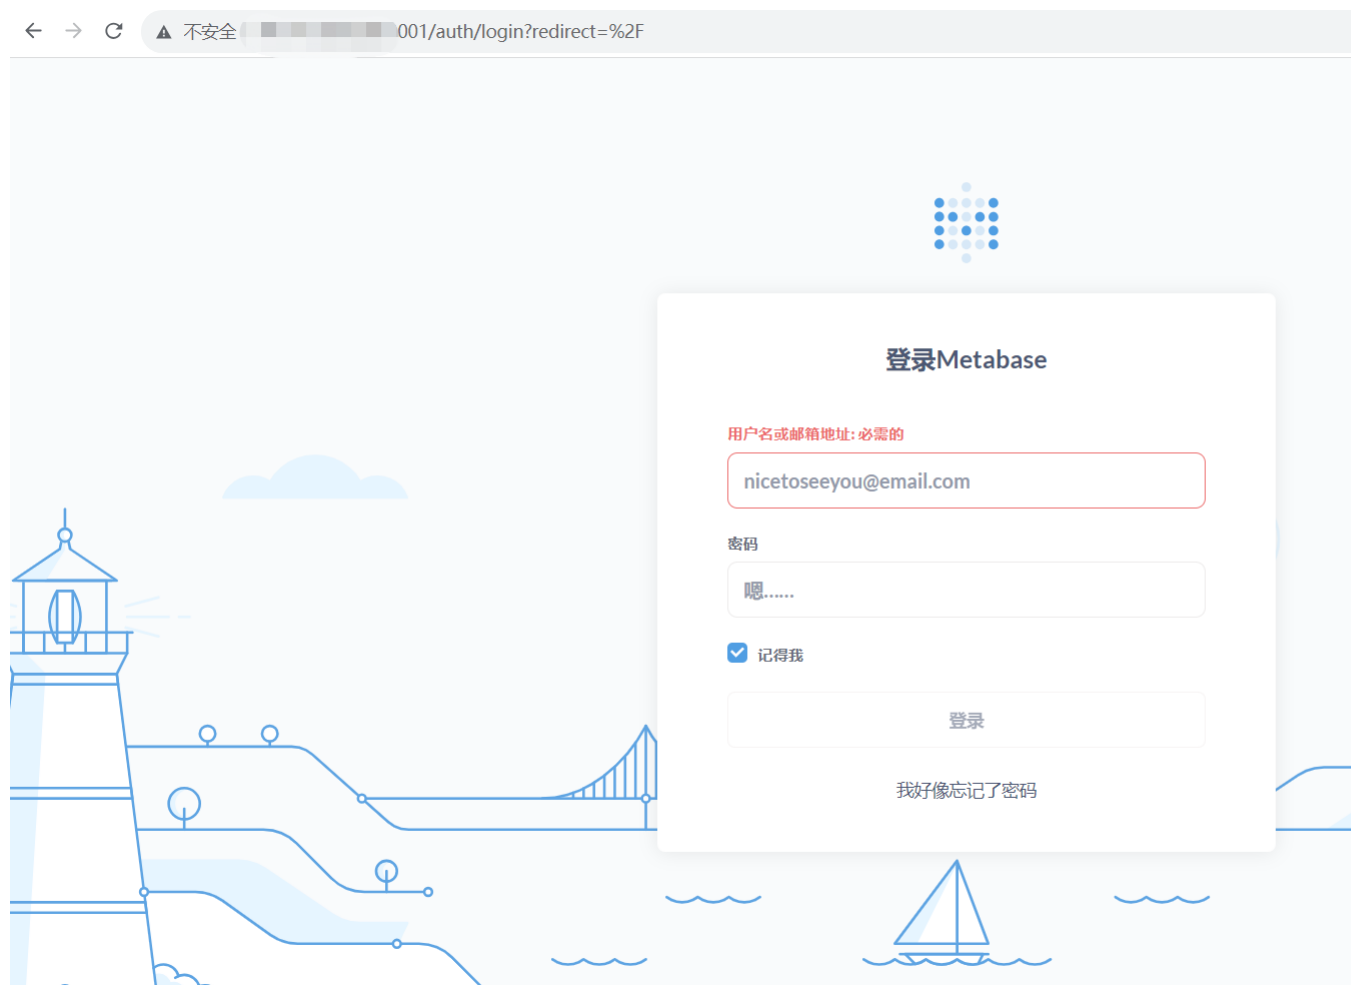 不安全 001/auth/login?redirect=%2F
登录Metabase
用户名或邮箱地址: 必需的
nicetoseeyou@email.com
密码
嗯......
记得我
登录
我好像忘记了密码